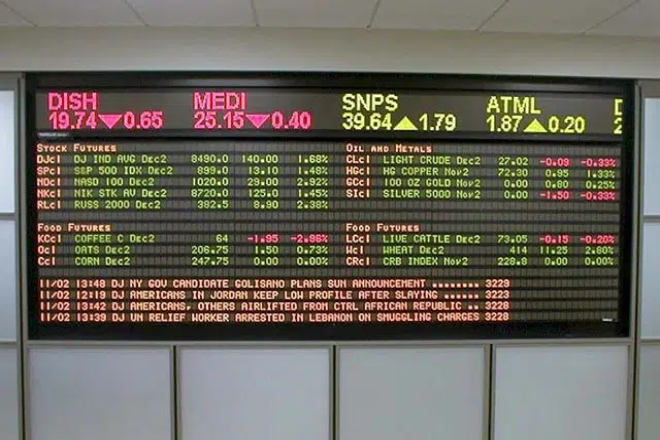 DISH MEDI SNPS ATML
19.74▼0.65 25.15▼0.40 39.64▲1.79 1.87▲0.20 2
STOCK FUTURES
DJc1 DJ IND AVG DEC2 8490.0 140.00 1.68%
SPc1 S&P 500 IDX DEC2 899.0 13.10 1.48%
NDc1 NASD 100 DEC2 1020.0 29.00 2.92%
NKc1 NIK STK AV DEC2 8720.0 125.0 1.45%
RLc1 RUSS 2000 DEC2 382.5 8.90 2.38%
OIL AND METALS
CLc1 LIGHT CRUDE DEC2 27.02 -0.09 -0.33%
HGc1 HG COPPER NOV2 72.30 0.95 1.33%
GCc1 100 OZ GOLD NOV2 0.00 0.80 0.25%
SIc1 SILVER 5000 NOV2 0.00 -1.50 -0.33%
FOOD FUTURES
KCc1 COFFEE C DEC2 64 -1.95 -2.96%
Oc1 OATS DEC2 206.75 1.50 0.73%
Cc1 CORN DEC2 247.75 0.00 0.00%
FOOD FUTURES
LCc1 LIVE CATTLE DEC2 73.05 -0.15 -0.20%
Wc1 WHEAT DEC2 414 11.25 2.80%
CRc1 CRB INDEX NOV2 228.8 0.00 0.00%
11/02 13:48 DJ NY GOV CANDIDATE GOLISANO PLANS SUN ANNOUNCEMENT ........ 3229
11/02 12:19 DJ AMERICANS IN JORDAN KEEP LOW PROFILE AFTER SLAYING ..... 3223
11/02 13:42 DJ AMERICANS, OTHERS AIRLIFTED FROM CTRL AFRICAN REPUBLIC .. 3228
11/02 13:39 DJ UN RELIEF WORKER ARRESTED IN LEBANON ON SMUGGLING CHARGES 3227